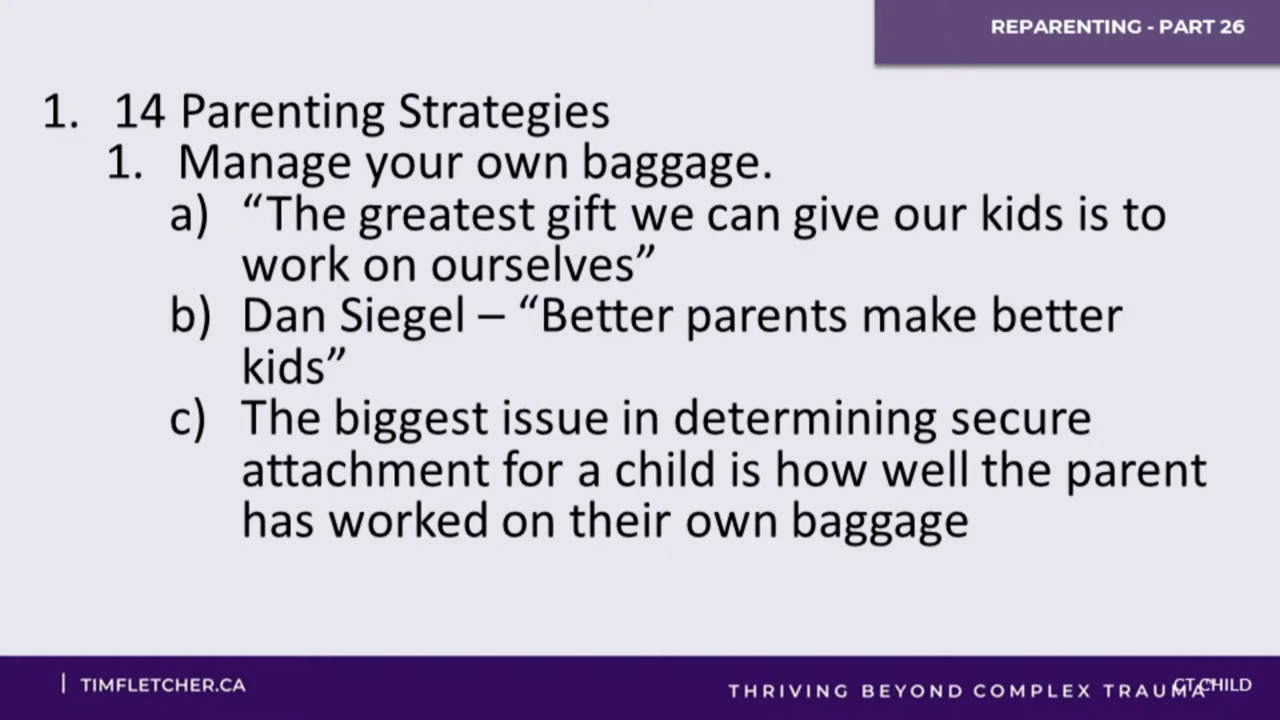 REPARENTING - PART 26
1. 14 Parenting Strategies
1. Manage your own baggage.
a) “The greatest gift we can give our kids is to
work on ourselves”
b) Dan Siegel – “Better parents make better
kids”
c) The biggest issue in determining secure
attachment for a child is how well the parent
has worked on their own baggage
| TIMFLETCHER.CA
THRIVING BEYOND COMPLEX TRAUMA
CT CHILD